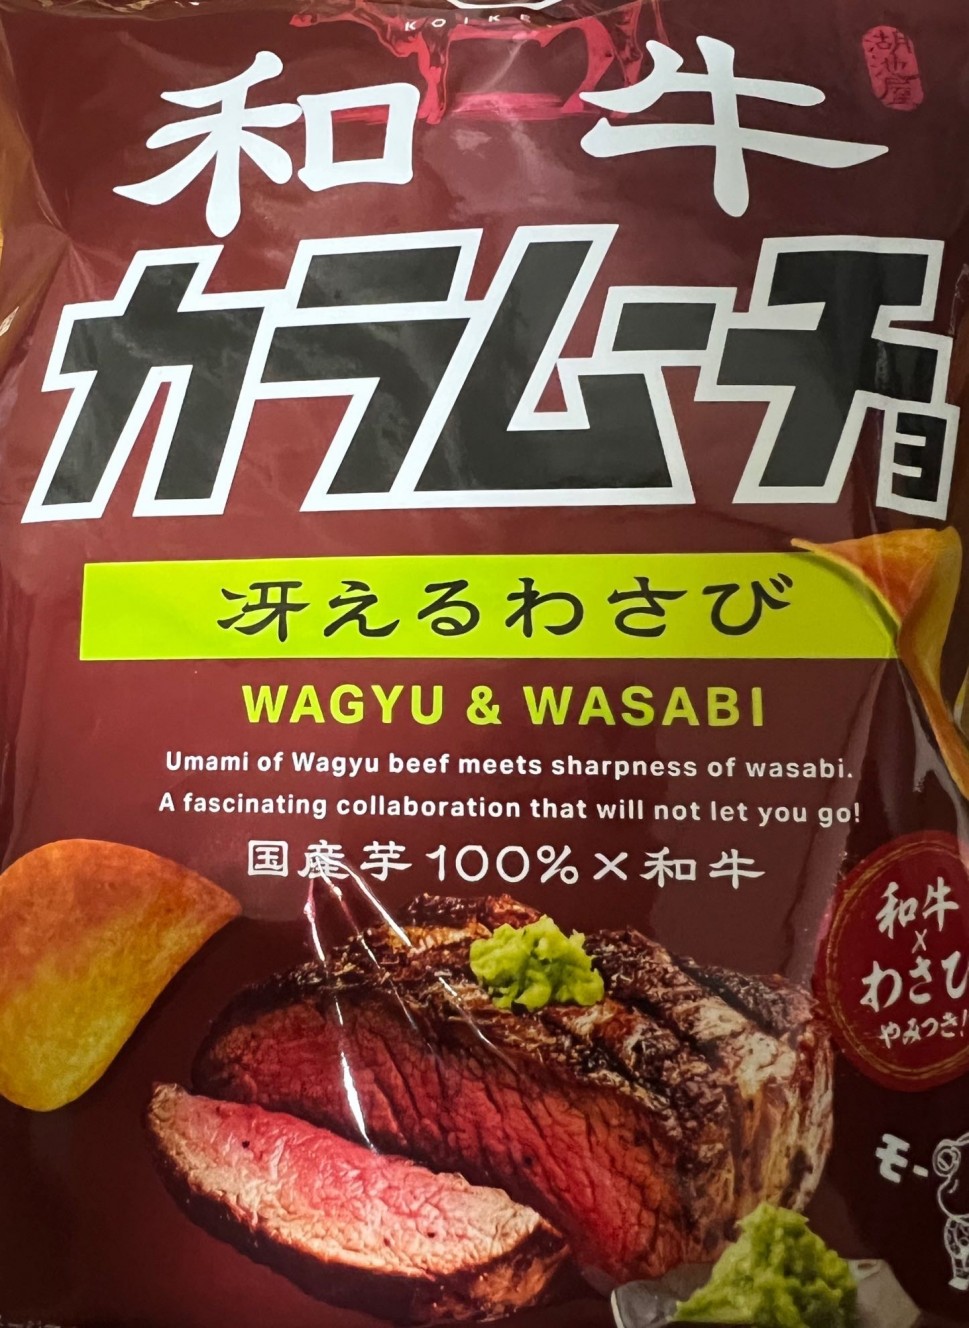 KOIKE
湖池屋
和牛
カラムーチョ
冴えるわさび
WAGYU & WASABI
Umami of Wagyu beef meets sharpness of wasabi.
A fascinating collaboration that will not let you go!
国産芋100%×和牛
和牛
×
わさび
やみつき!
モー